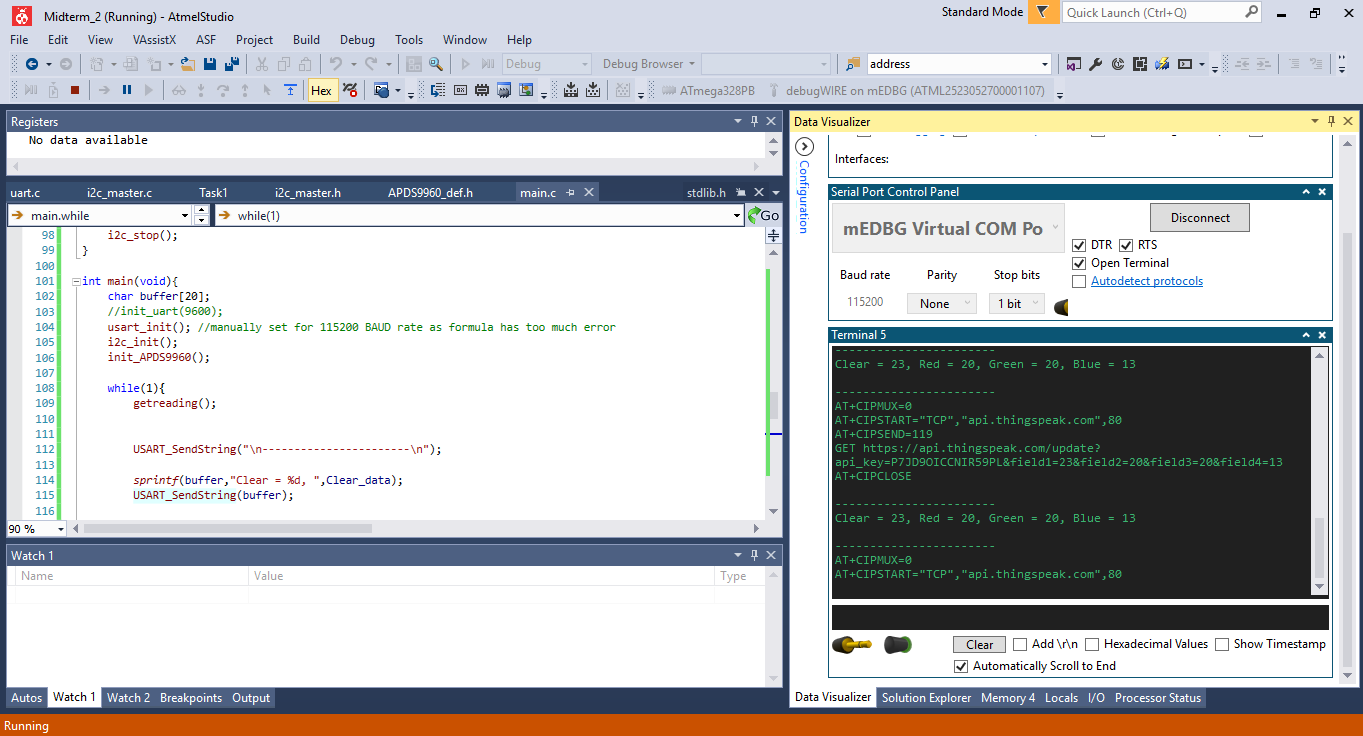 Midterm_2 (Running) - AtmelStudio
Standard Mode
Quick Launch (Ctrl+Q)
File Edit View VAssistX ASF Project Build Debug Tools Window Help
Debug
Debug Browser
address
Hex
ATmega328PB
debugWIRE on mEDBG (ATML2523052700001107)
Registers
No data available
uart.c i2c_master.c Task1 i2c_master.h APDS9960_def.h main.c stdlib.h
main.while
while(1)
Go
98 i2c_stop();
99 }
100
101 int main(void){
102 char buffer[20];
103 //init_uart(9600);
104 usart_init(); //manually set for 115200 BAUD rate as formula has too much error
105 i2c_init();
106 init_APDS9960();
107
108 while(1){
109 getreading();
110
111
112 USART_SendString("\n-----------------------\n");
113
114 sprintf(buffer,"Clear = %d, ",Clear_data);
115 USART_SendString(buffer);
116
90 %
Watch 1
Name Value Type
Autos Watch 1 Watch 2 Breakpoints Output
Running
Data Visualizer
Configuration
Interfaces:
Serial Port Control Panel
mEDBG Virtual COM Po
Disconnect
DTR RTS
Open Terminal
Autodetect protocols
Baud rate Parity Stop bits
115200 None 1 bit
Terminal 5
-----------------------
Clear = 23, Red = 20, Green = 20, Blue = 13
-----------------------
AT+CIPMUX=0
AT+CIPSTART="TCP","api.thingspeak.com",80
AT+CIPSEND=119
GET https://api.thingspeak.com/update?
api_key=P7JD9OICCNIR59PL&field1=23&field2=20&field3=20&field4=13
AT+CIPCLOSE
-----------------------
Clear = 23, Red = 20, Green = 20, Blue = 13
-----------------------
AT+CIPMUX=0
AT+CIPSTART="TCP","api.thingspeak.com",80
Clear
Add \r\n
Hexadecimal Values
Show Timestamp
Automatically Scroll to End
Data Visualizer Solution Explorer Memory 4 Locals I/O Processor Status